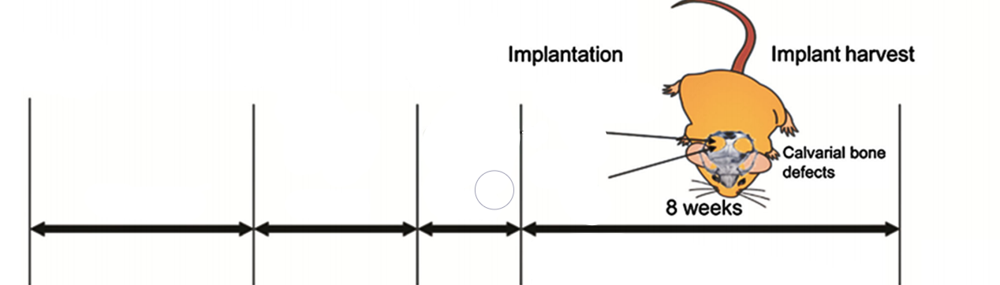 Implantation
Implant harvest
Calvarial bone
defects
8 weeks